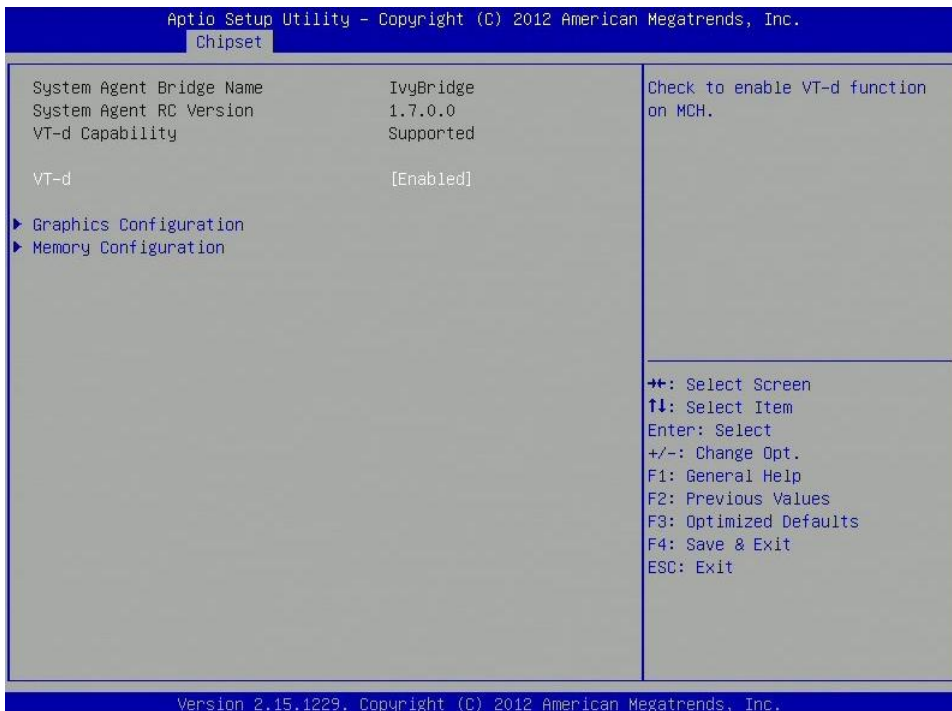 Aptio Setup Utility – Copyright (C) 2012 American Megatrends, Inc.
Chipset
System Agent Bridge Name IvyBridge
System Agent RC Version 1.7.0.0
VT-d Capability Supported
VT-d [Enabled]
Graphics Configuration
Memory Configuration
Check to enable VT-d function
on MCH.
→←: Select Screen
↑↓: Select Item
Enter: Select
+/-: Change Opt.
F1: General Help
F2: Previous Values
F3: Optimized Defaults
F4: Save & Exit
ESC: Exit
Version 2.15.1229. Copyright (C) 2012 American Megatrends, Inc.